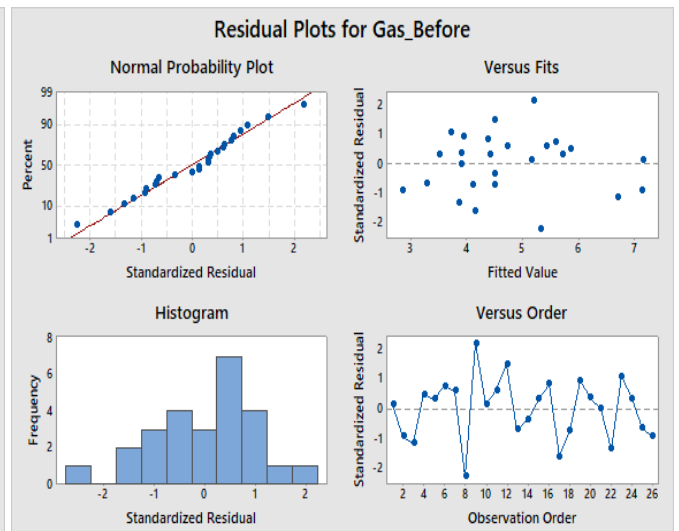 Residual Plots for Gas_Before
Normal Probability Plot
99
90
50
10
1
Percent
-2 -1 0 1 2
Standardized Residual
Versus Fits
2
1
0
-1
-2
Standardized Residual
3 4 5 6 7
Fitted Value
Histogram
8
6
4
2
0
Frequency
-2 -1 0 1 2
Standardized Residual
Versus Order
2
1
0
-1
-2
Standardized Residual
2 4 6 8 10 12 14 16 18 20 22 24 26
Observation Order